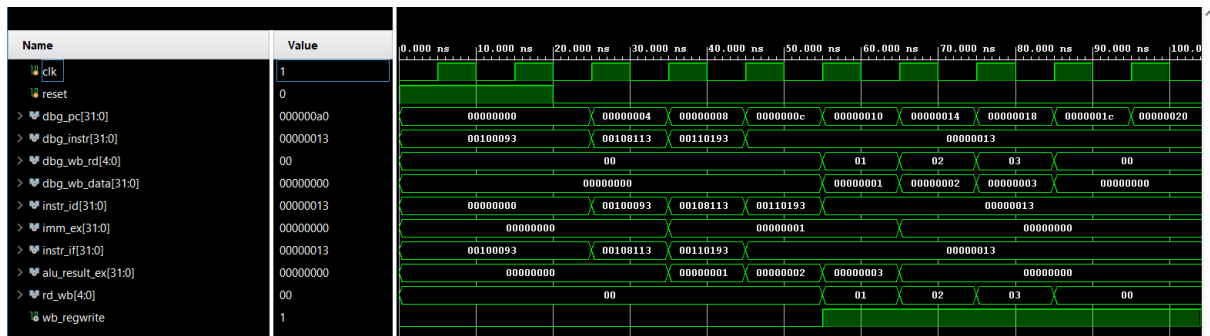 Name Value
0.000 ns 10.000 ns 20.000 ns 30.000 ns 40.000 ns 50.000 ns 60.000 ns 70.000 ns 80.000 ns 90.000 ns 100.0
clk 1
reset 0
> dbg_pc[31:0] 000000a0 00000000 00000004 00000008 0000000c 00000010 00000014 00000018 0000001c 00000020
> dbg_instr[31:0] 00000013 00100093 00108113 00110193 00000013
> dbg_wb_rd[4:0] 00 00 01 02 03 00
> dbg_wb_data[31:0] 00000000 00000000 00000001 00000002 00000003 00000000
> instr_id[31:0] 00000013 00000000 00100093 00108113 00110193 00000013
> imm_ex[31:0] 00000000 00000000 00000001 00000000
> instr_if[31:0] 00000013 00100093 00108113 00110193 00000013
> alu_result_ex[31:0] 00000000 00000000 00000001 00000002 00000003 00000000
> rd_wb[4:0] 00 00 01 02 03 00
wb_regwrite 1